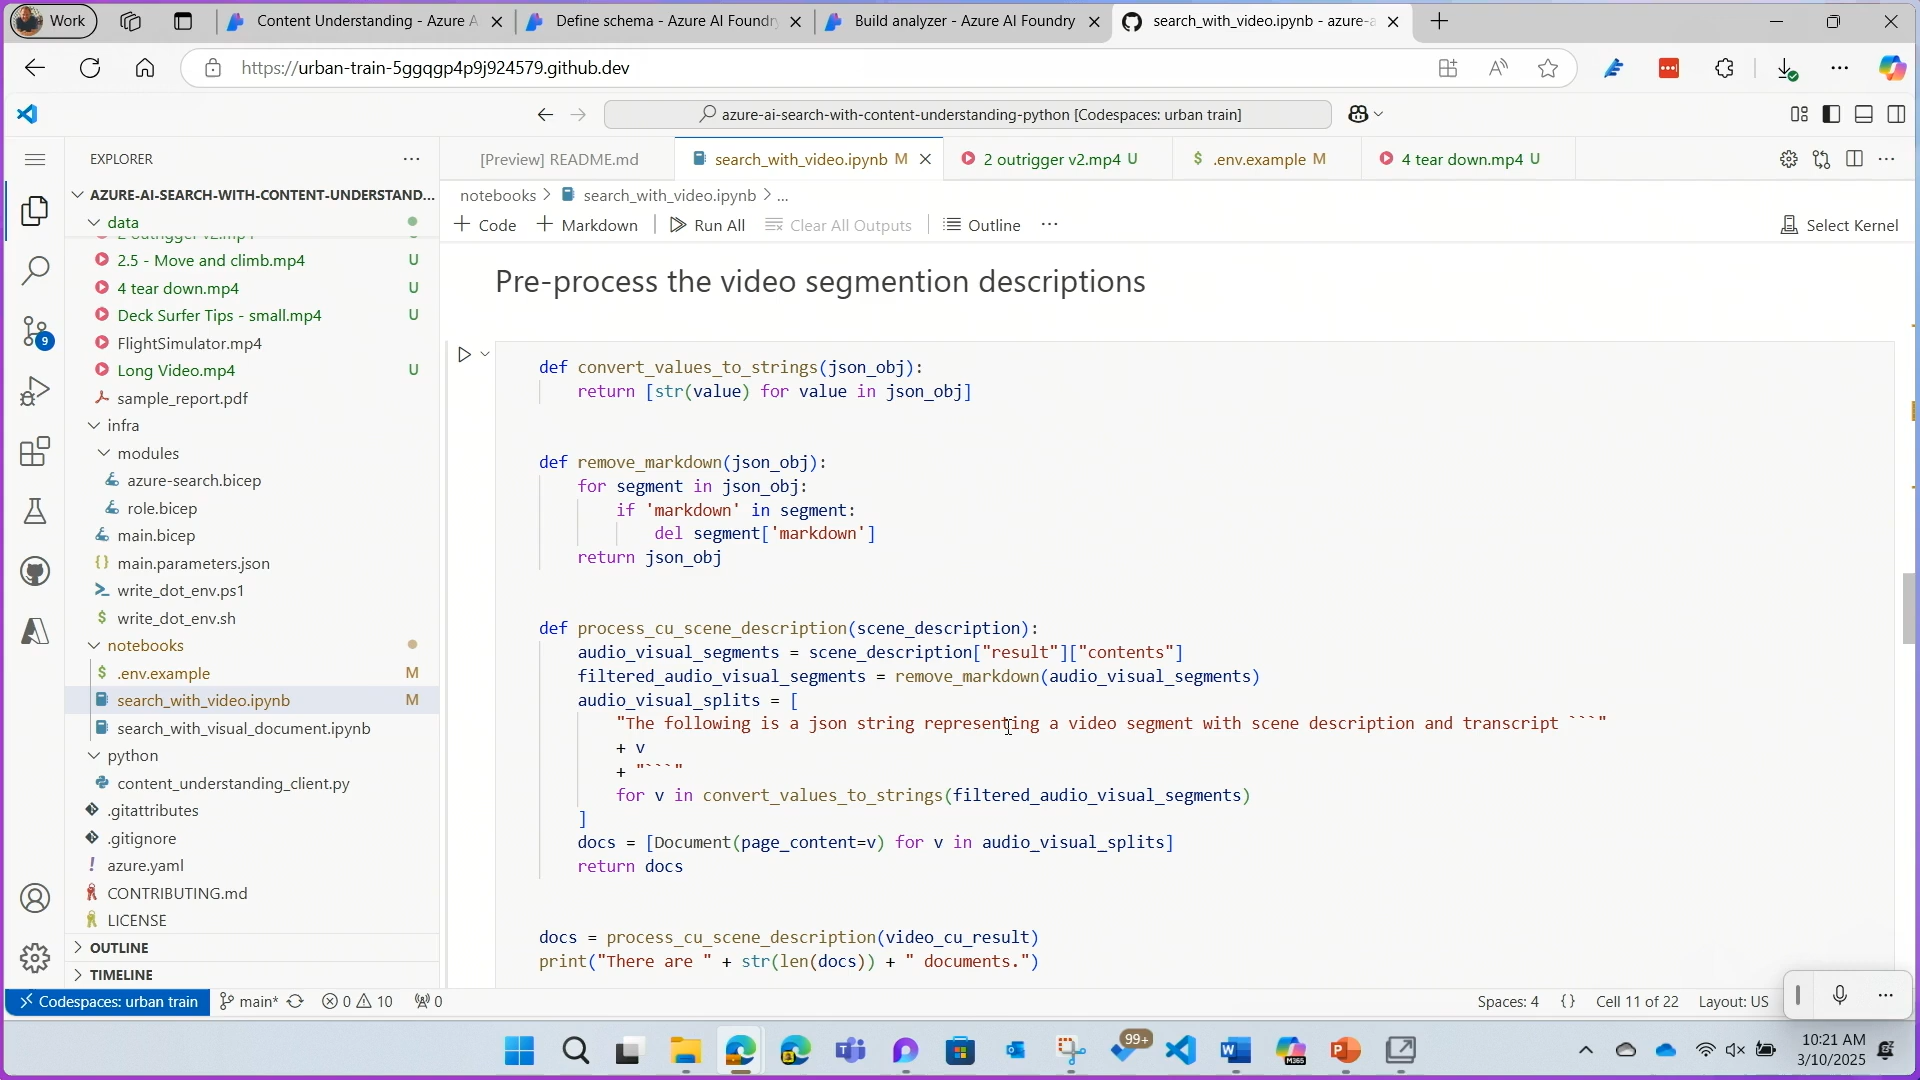 Work
Content Understanding - Azure A
Define schema - Azure AI Foundry
Build analyzer - Azure AI Foundry
search_with_video.ipynb - azure-a
https://urban-train-5ggqgp4p9j924579.github.dev
azure-ai-search-with-content-understanding-python [Codespaces: urban train]
EXPLORER
[Preview] README.md
search_with_video.ipynb M
2 outrigger v2.mp4 U
.env.example M
4 tear down.mp4 U
AZURE-AI-SEARCH-WITH-CONTENT-UNDERSTAND...
notebooks > search_with_video.ipynb > ...
data
+ Code + Markdown Run All Clear All Outputs Outline ...
Select Kernel
2 outrigger v2.mp4
2.5 - Move and climb.mp4 U
4 tear down.mp4 U
Deck Surfer Tips - small.mp4 U
FlightSimulator.mp4
Long Video.mp4 U
sample_report.pdf
infra
modules
azure-search.bicep
role.bicep
main.bicep
main.parameters.json
write_dot_env.ps1
write_dot_env.sh
notebooks
.env.example M
search_with_video.ipynb M
search_with_visual_document.ipynb
python
content_understanding_client.py
.gitattributes
.gitignore
azure.yaml
CONTRIBUTING.md
LICENSE
OUTLINE
TIMELINE
9
Pre-process the video segmention descriptions
def convert_values_to_strings(json_obj):
return [str(value) for value in json_obj]
def remove_markdown(json_obj):
for segment in json_obj:
if 'markdown' in segment:
del segment['markdown']
return json_obj
def process_cu_scene_description(scene_description):
audio_visual_segments = scene_description["result"]["contents"]
filtered_audio_visual_segments = remove_markdown(audio_visual_segments)
audio_visual_splits = [
"The following is a json string representing a video segment with scene description and transcript ```"
+ v
+ "```"
for v in convert_values_to_strings(filtered_audio_visual_segments)
]
docs = [Document(page_content=v) for v in audio_visual_splits]
return docs
docs = process_cu_scene_description(video_cu_result)
print("There are " + str(len(docs)) + " documents.")
Codespaces: urban train main* 0 10 0
Spaces: 4 {} Cell 11 of 22 Layout: US
99+
M365
10:21 AM
3/10/2025